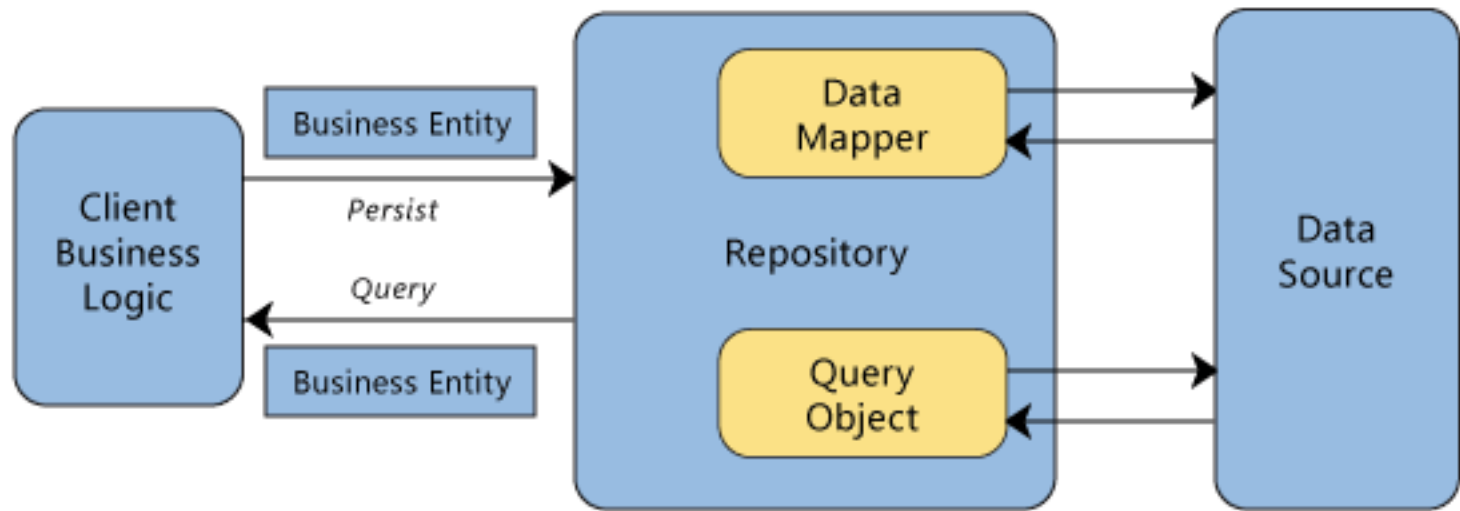 Client
Business
Logic
Business Entity
Persist
Query
Business Entity
Data
Mapper
Repository
Query
Object
Data
Source